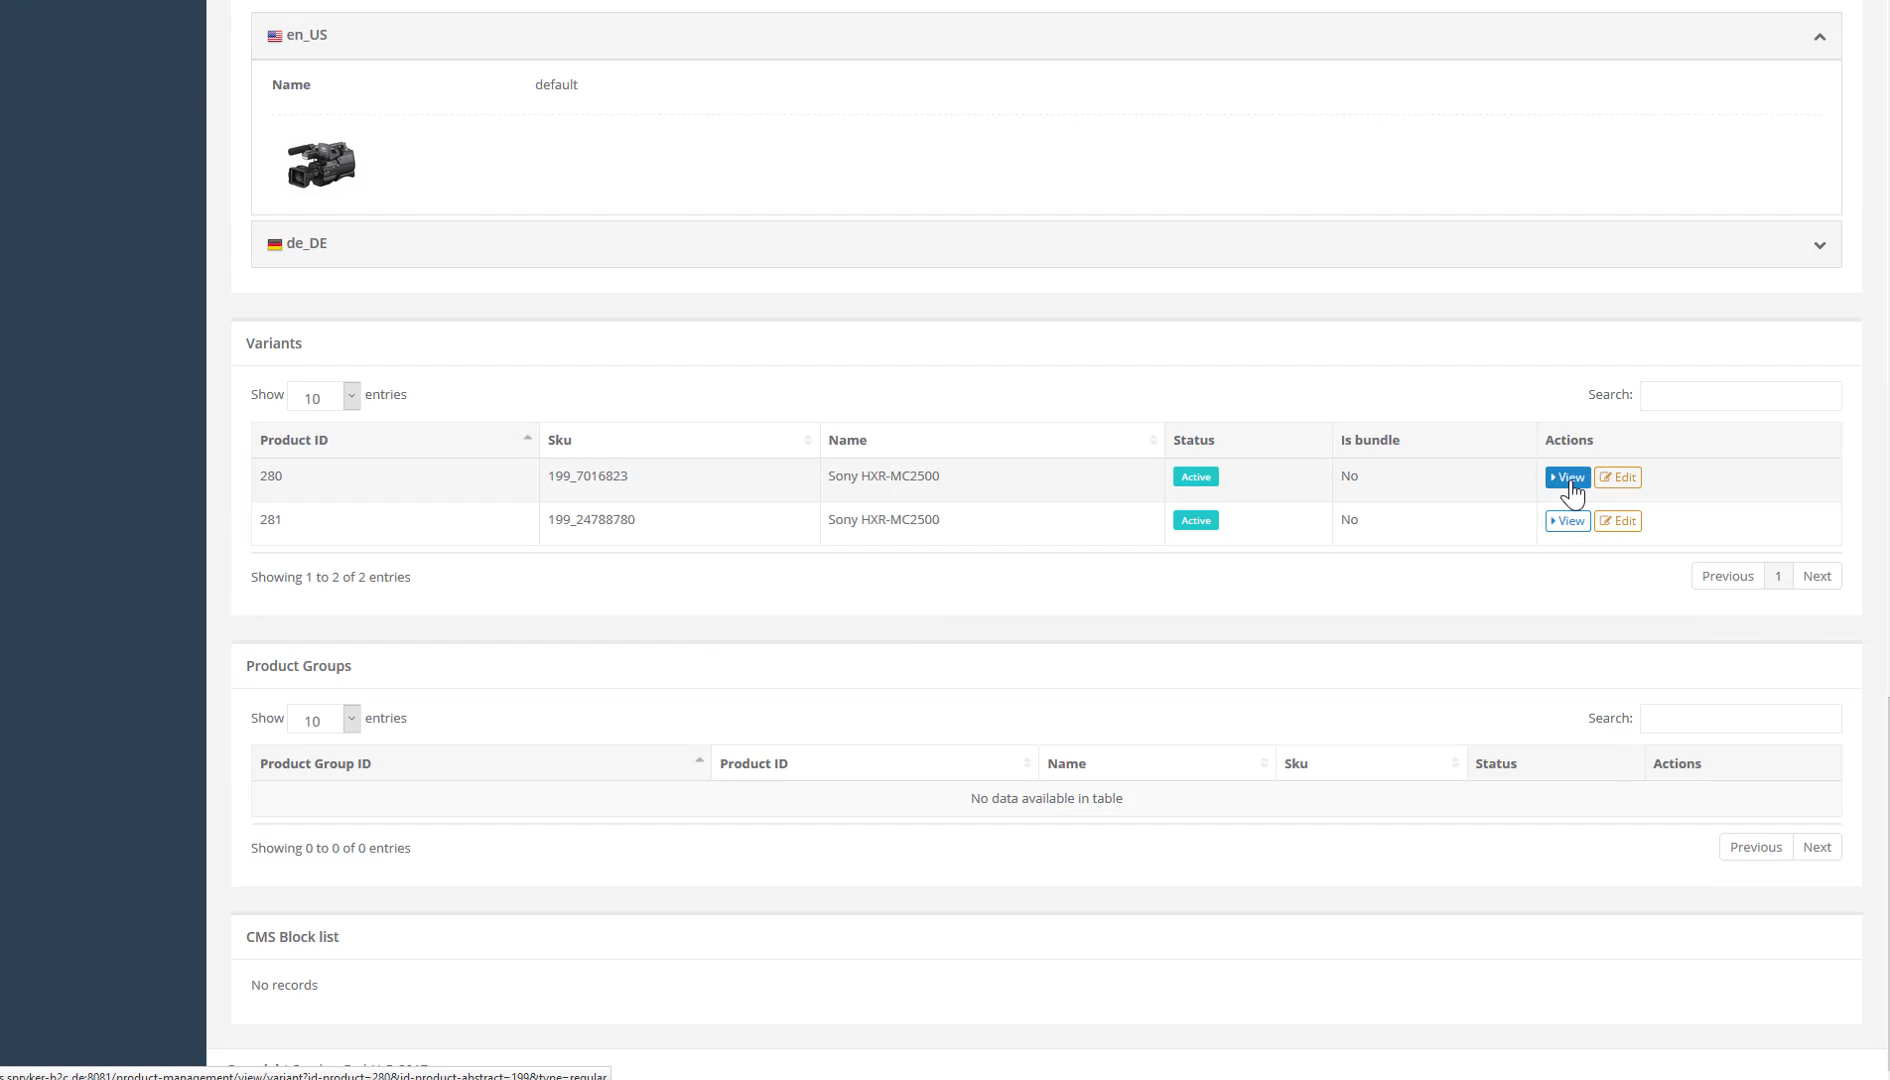 en_US
Name default
de_DE
Variants
Show 10 entries Search:
Product ID Sku Name Status Is bundle Actions
280 199_7016823 Sony HXR-MC2500 Active No View Edit
281 199_24788780 Sony HXR-MC2500 Active No View Edit
Showing 1 to 2 of 2 entries Previous 1 Next
Product Groups
Show 10 entries Search:
Product Group ID Product ID Name Sku Status Actions
No data available in table
Showing 0 to 0 of 0 entries Previous Next
CMS Block list
No records
s.spryker-b2c.de:8081/product-management/view/variant?id-product=280&id-product-abstract=199&type=regular